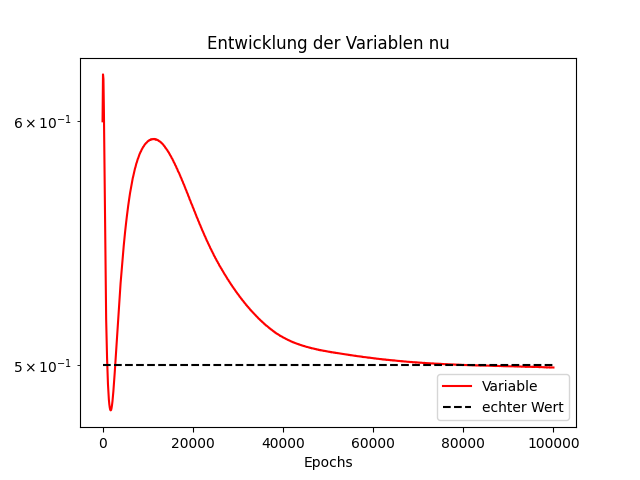 Entwicklung der Variablen nu
6 × 10⁻¹
5 × 10⁻¹
Variable
echter Wert
0 20000 40000 60000 80000 100000
Epochs